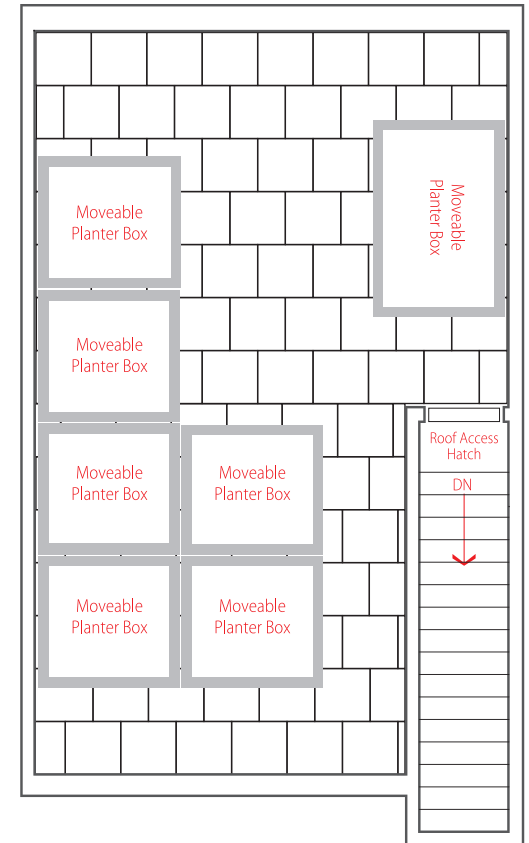 Moveable
Planter Box
Moveable
Planter Box
Moveable
Planter Box
Moveable
Planter Box
Moveable
Planter Box
Moveable
Planter Box
Moveable
Planter Box
Roof Access
Hatch
DN